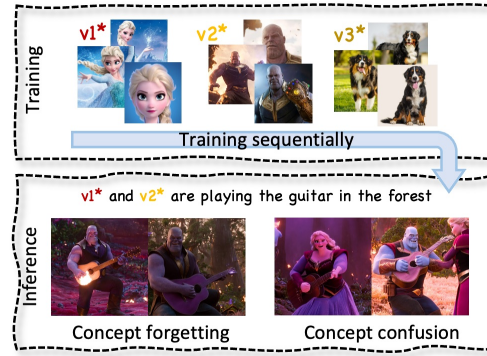 Training
v1*
v2*
v3*
Training sequentially
Inference
v1* and v2* are playing the guitar in the forest
Concept forgetting
Concept confusion